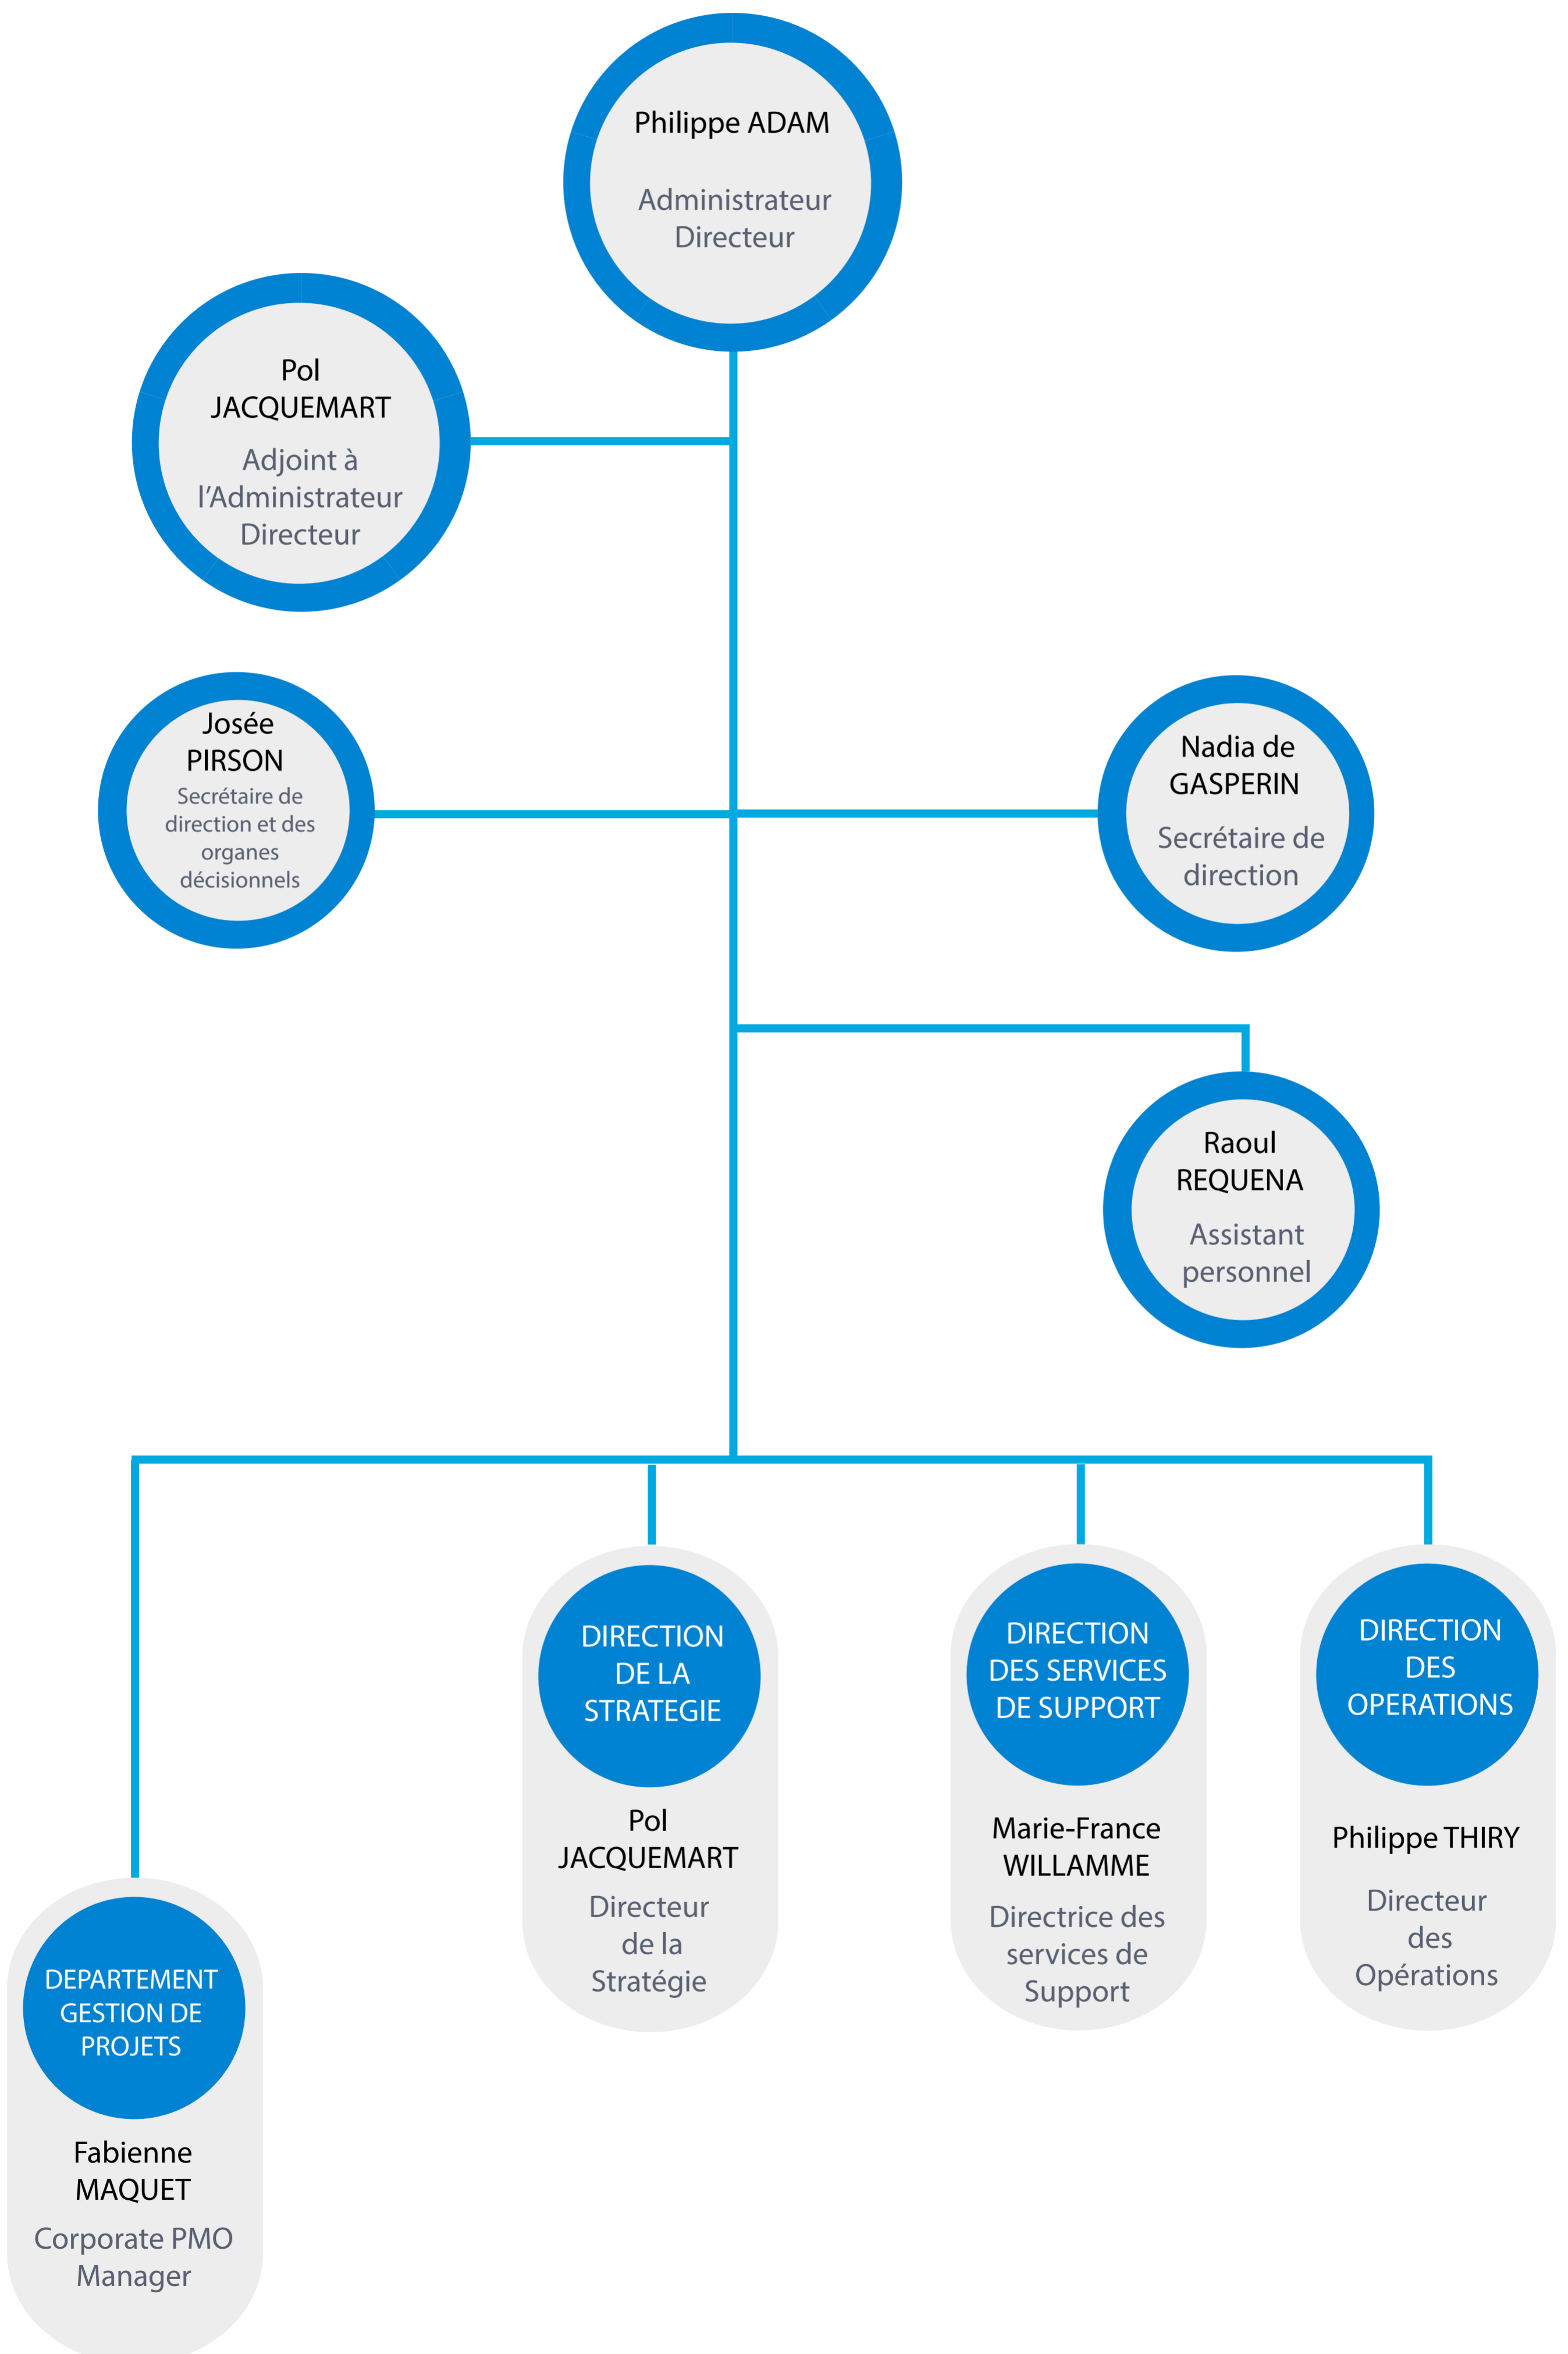 Philippe ADAM
Administrateur
Directeur
Pol
JACQUEMART
Adjoint à
l’Administrateur
Directeur
Josée
PIRSON
Secrétaire de
direction et des
organes
décisionnels
Nadia de
GASPERIN
Secrétaire de
direction
Raoul
REQUENA
Assistant
personnel
DIRECTION
DE LA
STRATEGIE
Pol
JACQUEMART
Directeur
de la
Stratégie
DIRECTION
DES SERVICES
DE SUPPORT
Marie-France
WILLAMME
Directrice des
services de
Support
DIRECTION
DES
OPERATIONS
Philippe THIRY
Directeur
des
Opérations
DEPARTEMENT
GESTION DE
PROJETS
Fabienne
MAQUET
Corporate PMO
Manager